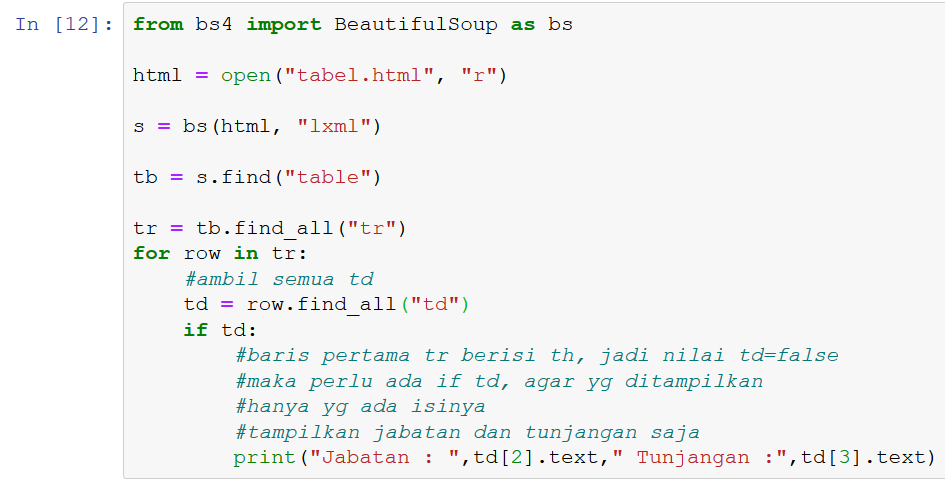 In [12]: from bs4 import BeautifulSoup as bs
html = open("tabel.html", "r")
s = bs(html, "lxml")
tb = s.find("table")
tr = tb.find_all("tr")
for row in tr:
#ambil semua td
td = row.find_all("td")
if td:
#baris pertama tr berisi th, jadi nilai td=false
#maka perlu ada if td, agar yg ditampilkan
#hanya yg ada isinya
#tampilkan jabatan dan tunjangan saja
print("Jabatan : ",td[2].text," Tunjangan :",td[3].text)